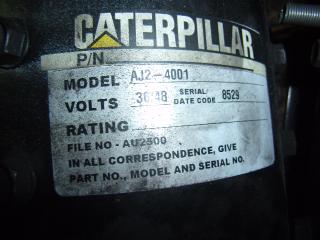 CATERPILLAR
P/N
MODEL AJ2-4001
VOLTS 36/48 SERIAL DATE CODE 8529
RATING
FILE NO - AU2500
IN ALL CORRESPONDENCE, GIVE
PART NO., MODEL AND SERIAL NO.